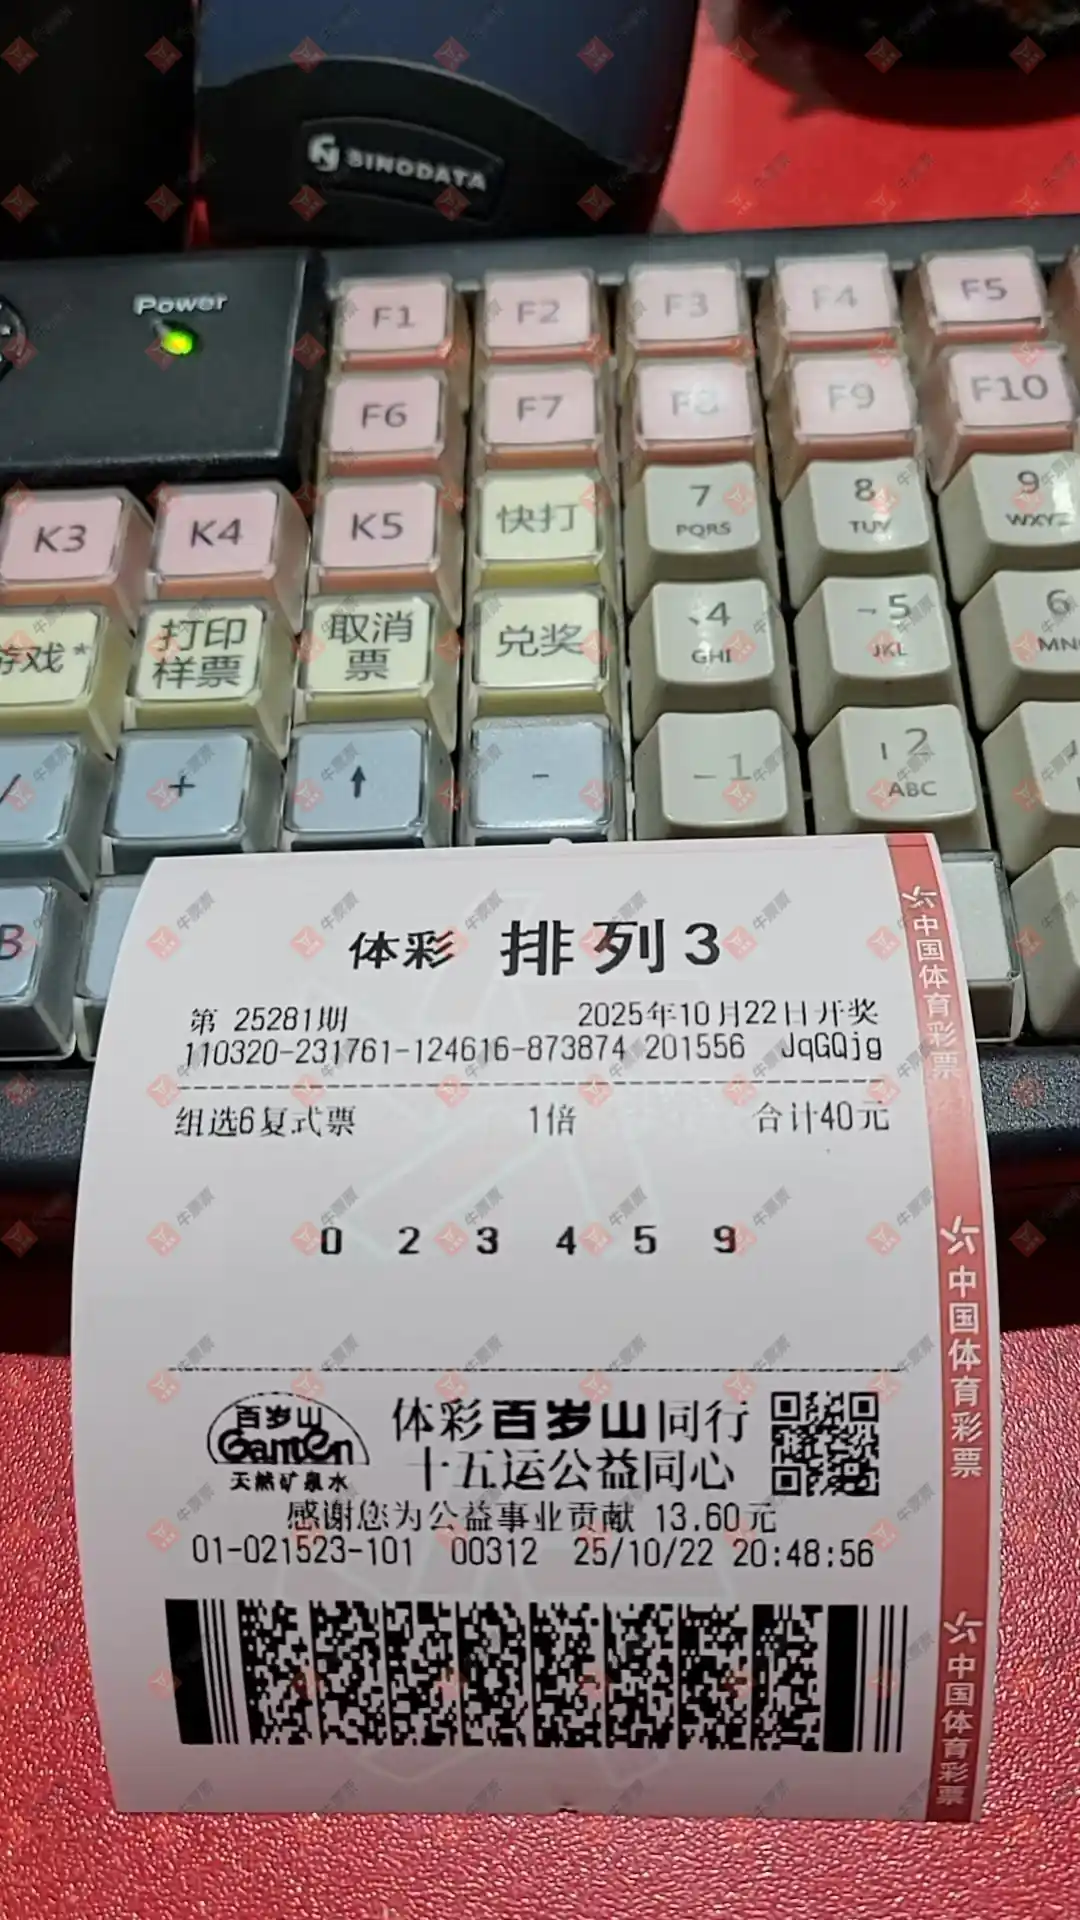 SINODATA
Power
F1 F2 F3 F4 F5
F6 F7 F8 F9 F10
K3 K4 K5 快打 7 PQRS 8 TUV 9 WXYZ
游戏* 打印样票 取消票 兑奖 4 GHI 5 JKL 6 MN
/ + ↑ - 1 2 ABC
B
体彩 排列3
第 25281期 2025年10月22日开奖
110320-231761-124616-873874 201556 JqGQjg
组选6复式票 1倍 合计40元
0 2 3 4 5 9
百岁山 Ganten 天然矿泉水
体彩百岁山同行
十五运公益同心
感谢您为公益事业贡献 13.60元
01-021523-101 00312 25/10/22 20:48:56
中国体育彩票
中国体育彩票
中国体育彩票
牛票票